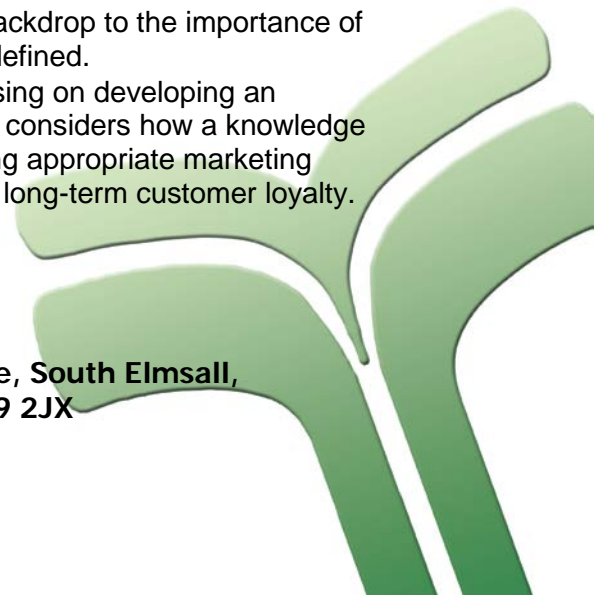 ackdrop to the importance of
defined.
sing on developing an
considers how a knowledge
ng appropriate marketing
long-term customer loyalty.
e, South Elmsall,
9 2JX